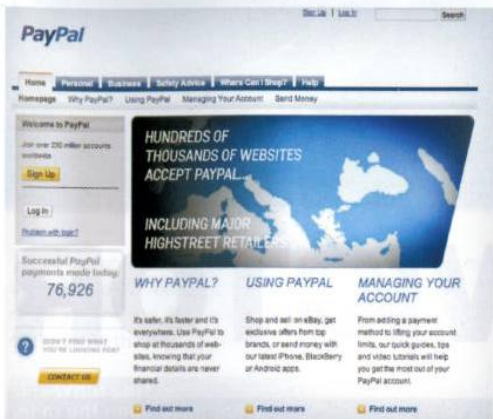 Sign Up | Log In
Search
PayPal
Home Personal Business Safety Advice Where Can I Shop? Help
Homepage Why PayPal? Using PayPal Managing Your Account Send Money
Welcome to PayPal
Join over 230 million accounts
worldwide
Sign Up
Log In
Problem with login?
Successful PayPal
payments made today:
76,926
DIDN'T FIND WHAT
YOU'RE LOOKING FOR?
CONTACT US
HUNDREDS OF
THOUSANDS OF WEBSITES
ACCEPT PAYPAL...
INCLUDING MAJOR
HIGHSTREET RETAILERS
WHY PAYPAL?
It's safer, it's faster and it's
everywhere. Use PayPal to
shop at thousands of web-
sites, knowing that your
financial details are never
shared.
Find out more
USING PAYPAL
Shop and sell on eBay, get
exclusive offers from top
brands, or send money with
our latest iPhone, BlackBerry
or Android apps.
Find out more
MANAGING YOUR
ACCOUNT
From adding a payment
method to lifting your account
limits, our quick guides, tips
and video tutorials will help
you get the most out of your
PayPal account.
Find out more